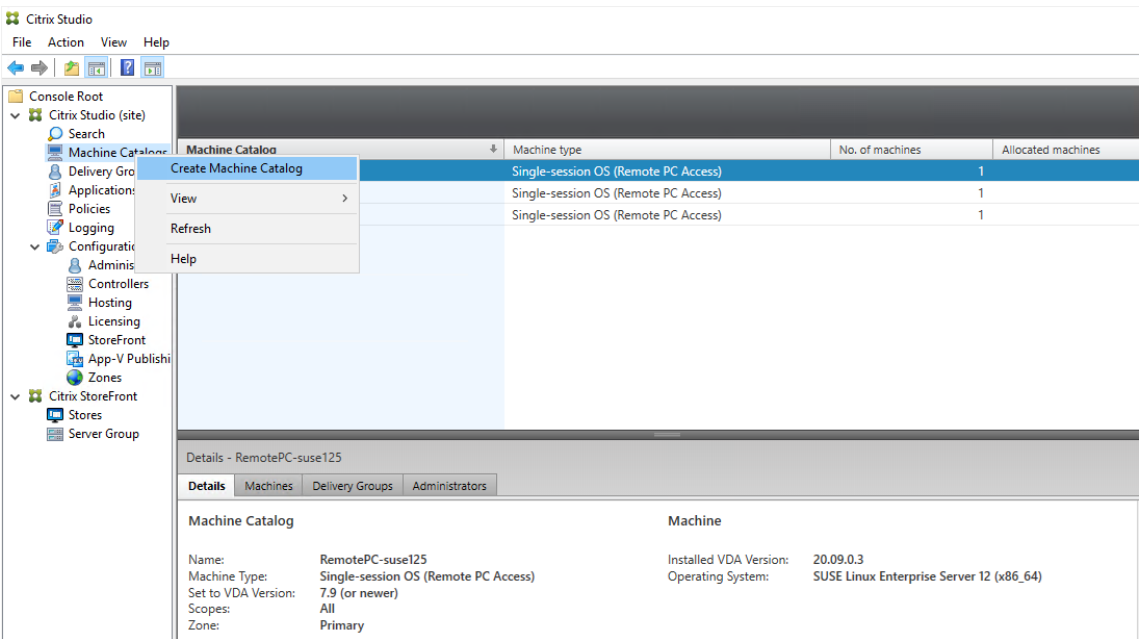 Citrix Studio
File Action View Help
Console Root
Citrix Studio (site)
Search
Machine Catalogs
Delivery Gro
Applications
Policies
Logging
Configuratio
Adminis
Controllers
Hosting
Licensing
StoreFront
App-V Publishi
Zones
Citrix StoreFront
Stores
Server Group
Create Machine Catalog
View
Refresh
Help
Machine Catalog Machine type No. of machines Allocated machines
Single-session OS (Remote PC Access) 1
Single-session OS (Remote PC Access) 1
Single-session OS (Remote PC Access) 1
Details - RemotePC-suse125
Details Machines Delivery Groups Administrators
Machine Catalog Machine
Name: RemotePC-suse125 Installed VDA Version: 20.09.0.3
Machine Type: Single-session OS (Remote PC Access) Operating System: SUSE Linux Enterprise Server 12 (x86_64)
Set to VDA Version: 7.9 (or newer)
Scopes: All
Zone: Primary